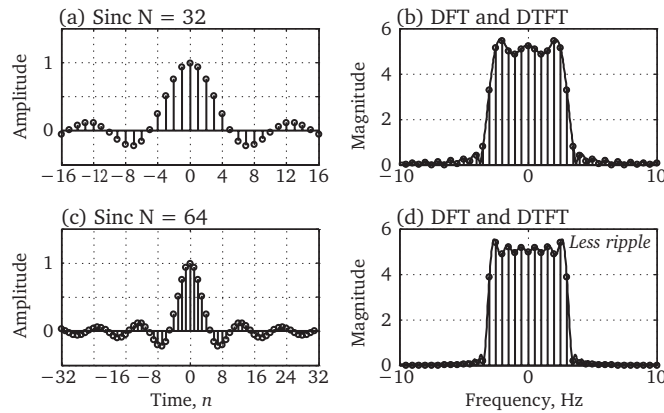 (a) Sinc N = 32
(b) DFT and DTFT
Amplitude
1
0
−16 −12 −8 −4 0 4 8 12 16
Magnitude
6
4
2
0
−10 0 10
(c) Sinc N = 64
(d) DFT and DTFT
Amplitude
1
0
−32 −16 −8 0 8 16 24 32
Time, n
Less ripple
Magnitude
6
4
2
0
−10 0 10
Frequency, Hz